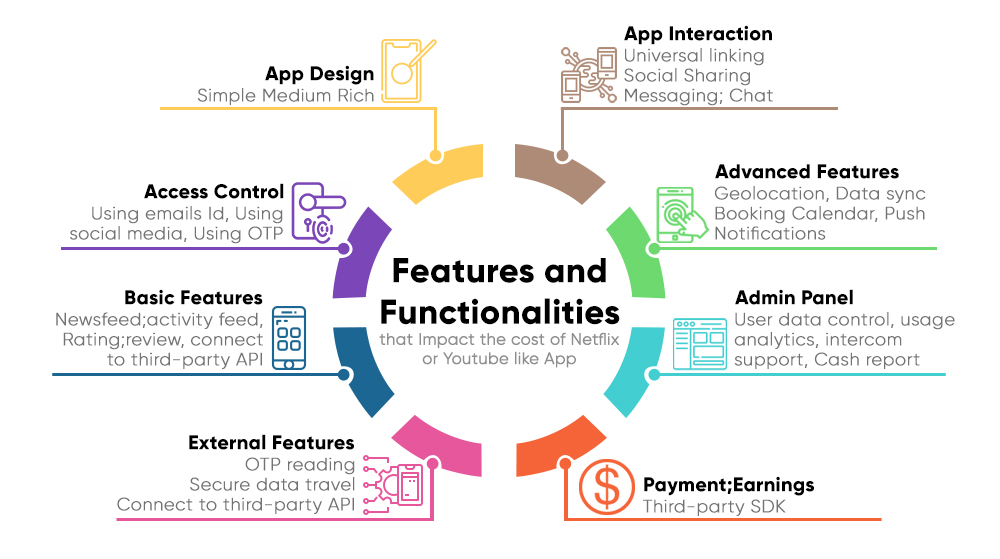 App Design
Simple Medium Rich
App Interaction
Universal linking
Social Sharing
Messaging; Chat
Access Control
Using emails Id, Using
social media, Using OTP
Advanced Features
Geolocation, Data sync
Booking Calendar, Push
Notifications
Features and
Functionalities
that Impact the cost of Netflix
or Youtube like App
Basic Features
Newsfeed;activity feed,
Rating;review, connect
to third-party API
Admin Panel
User data control, usage
analytics, intercom
support, Cash report
External Features
OTP reading
Secure data travel
Connect to third-party API
$
Payment;Earnings
Third-party SDK